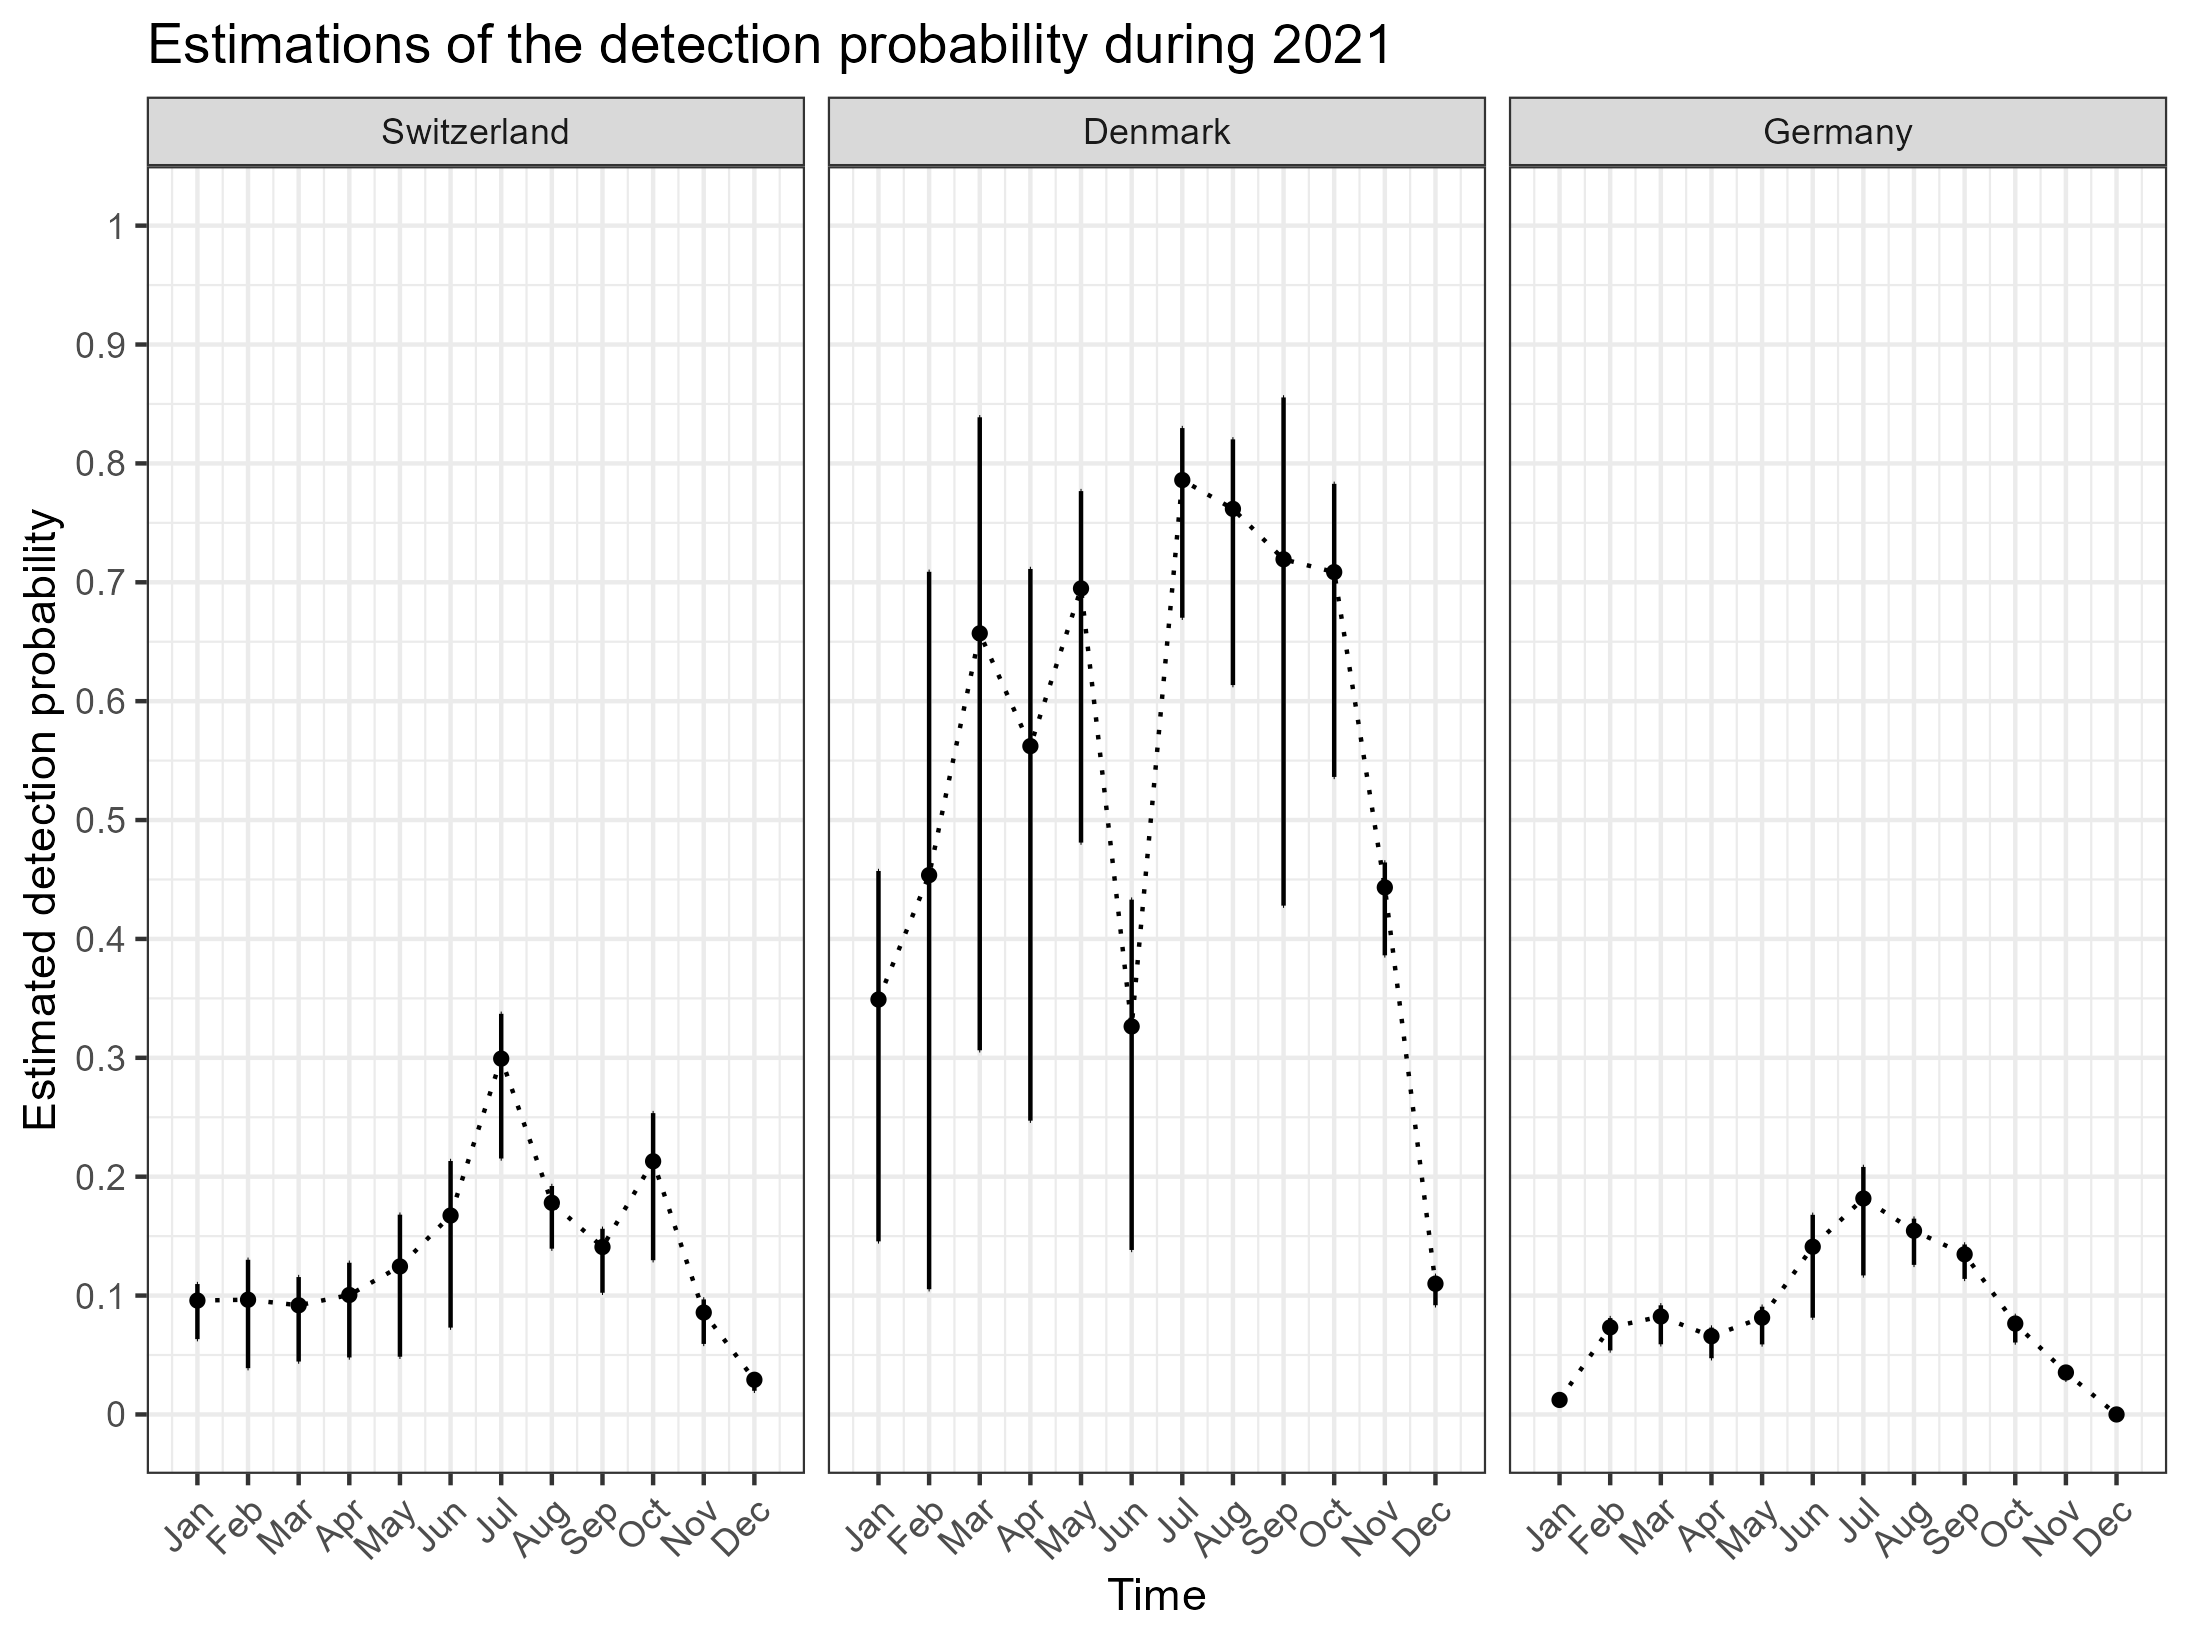 Estimations of the detection probability during 2021
Switzerland
Denmark
Germany
Estimated detection probability
1
0.9
0.8
0.7
0.6
0.5
0.4
0.3
0.2
0.1
0
Jan Feb Mar Apr May Jun Jul Aug Sep Oct Nov Dec
Jan Feb Mar Apr May Jun Jul Aug Sep Oct Nov Dec
Jan Feb Mar Apr May Jun Jul Aug Sep Oct Nov Dec
Time